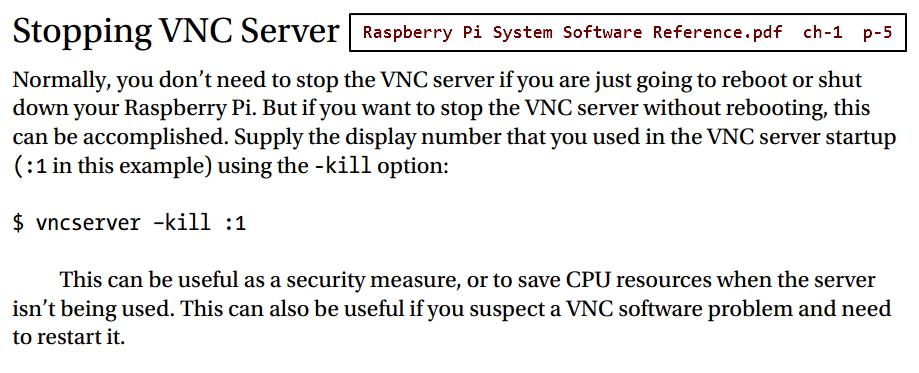 Stopping VNC Server
Raspberry Pi System Software Reference.pdf  ch-1  p-5
Normally, you don’t need to stop the VNC server if you are just going to reboot or shut
down your Raspberry Pi. But if you want to stop the VNC server without rebooting, this
can be accomplished. Supply the display number that you used in the VNC server startup
(:1 in this example) using the -kill option:
$ vncserver –kill :1
This can be useful as a security measure, or to save CPU resources when the server
isn’t being used. This can also be useful if you suspect a VNC software problem and need
to restart it.